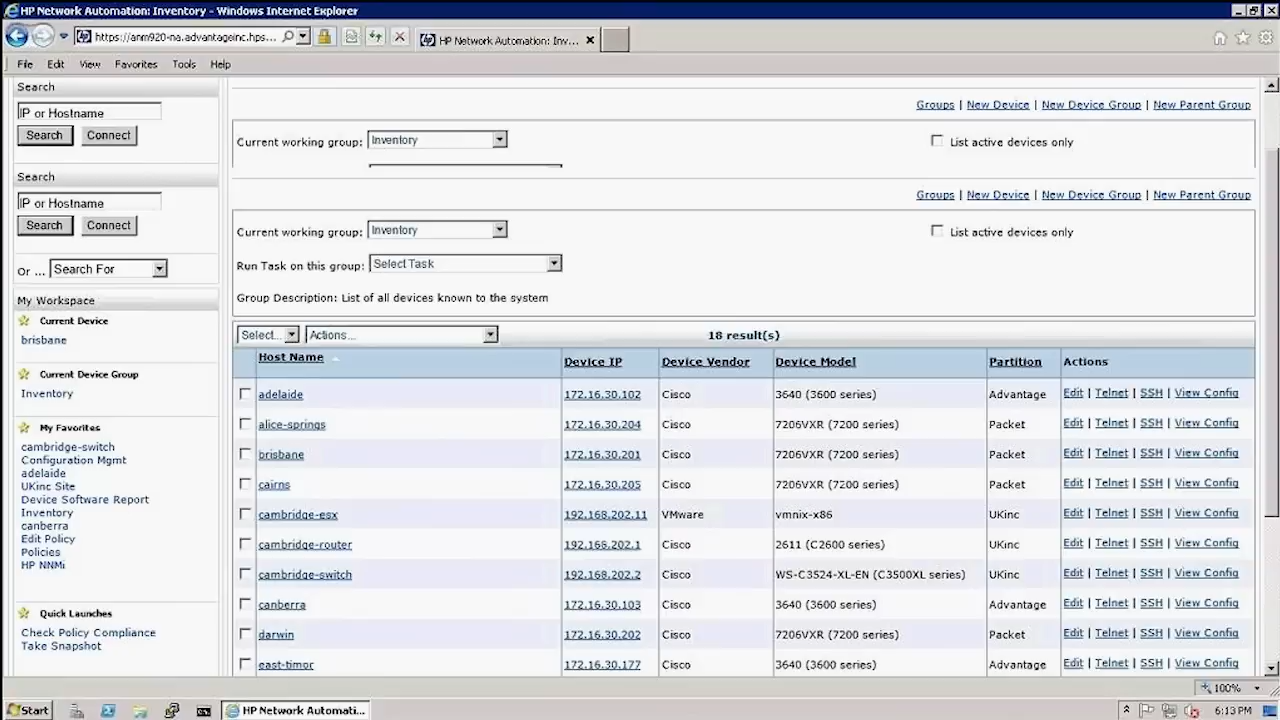 HP Network Automation: Inventory - Windows Internet Explorer
https://anm920-na.advantageinc.hps...
HP Network Automation: Inv...
File Edit View Favorites Tools Help
Search
IP or Hostname
Search Connect
Search
IP or Hostname
Search Connect
Or ... Search For
My Workspace
Current Device
brisbane
Current Device Group
Inventory
My Favorites
cambridge-switch
Configuration Mgmt
adelaide
UKinc Site
Device Software Report
Inventory
canberra
Edit Policy
Policies
HP NNMi
Quick Launches
Check Policy Compliance
Take Snapshot
Groups | New Device | New Device Group | New Parent Group
Current working group: Inventory List active devices only
Groups | New Device | New Device Group | New Parent Group
Current working group: Inventory List active devices only
Run Task on this group: Select Task
Group Description: List of all devices known to the system
Select... Actions... 18 result(s)
Host Name Device IP Device Vendor Device Model Partition Actions
adelaide 172.16.30.102 Cisco 3640 (3600 series) Advantage Edit | Telnet | SSH | View Config
alice-springs 172.16.30.204 Cisco 7206VXR (7200 series) Packet Edit | Telnet | SSH | View Config
brisbane 172.16.30.201 Cisco 7206VXR (7200 series) Packet Edit | Telnet | SSH | View Config
cairns 172.16.30.205 Cisco 7206VXR (7200 series) Packet Edit | Telnet | SSH | View Config
cambridge-esx 192.168.202.11 VMware vmnix-x86 UKinc Edit | Telnet | SSH | View Config
cambridge-router 192.168.202.1 Cisco 2611 (C2600 series) UKinc Edit | Telnet | SSH | View Config
cambridge-switch 192.168.202.2 Cisco WS-C3524-XL-EN (C3500XL series) UKinc Edit | Telnet | SSH | View Config
canberra 172.16.30.103 Cisco 3640 (3600 series) Advantage Edit | Telnet | SSH | View Config
darwin 172.16.30.202 Cisco 7206VXR (7200 series) Packet Edit | Telnet | SSH | View Config
east-timor 172.16.30.177 Cisco 3640 (3600 series) Advantage Edit | Telnet | SSH | View Config
100%
Start HP Network Automati... 6:13 PM